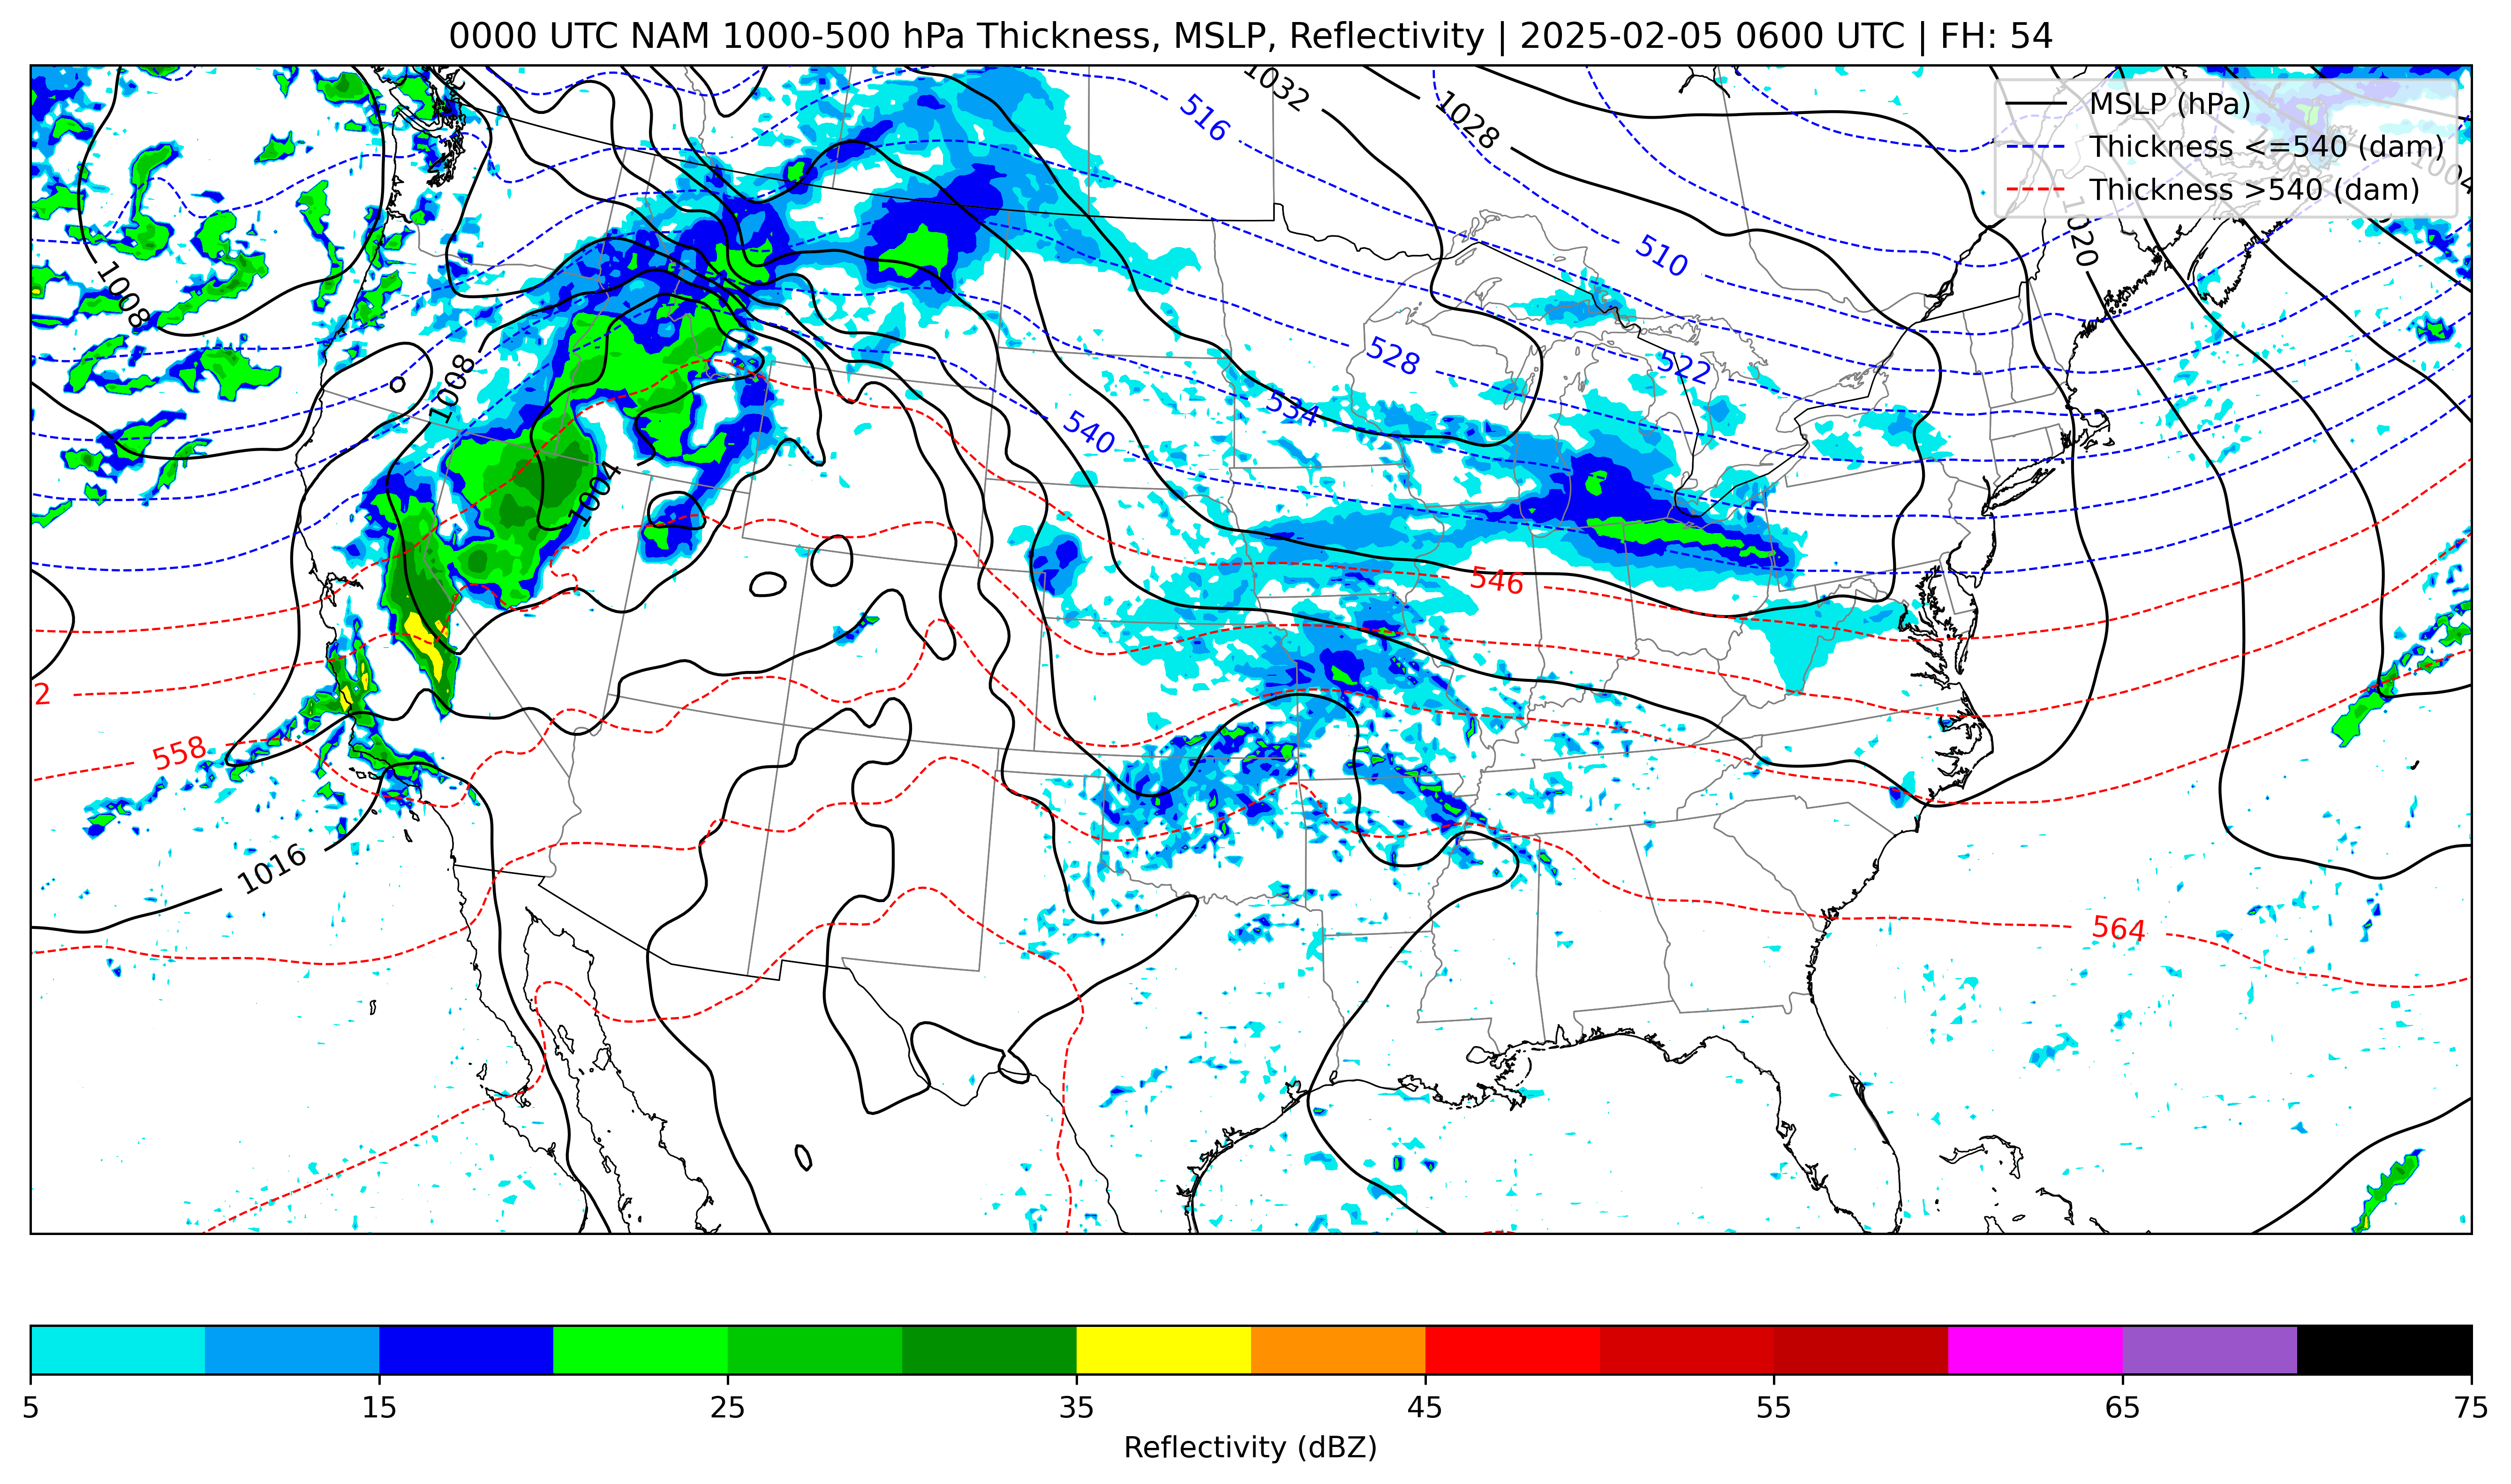 0000 UTC NAM 1000-500 hPa Thickness, MSLP, Reflectivity | 2025-02-05 0600 UTC | FH: 54
MSLP (hPa)
Thickness <=540 (dam)
Thickness >540 (dam)
1032
1028
516
510
1020
1008
1008
528
522
534
540
1004
546
2
558
1016
564
5 15 25 35 45 55 65 75
Reflectivity (dBZ)